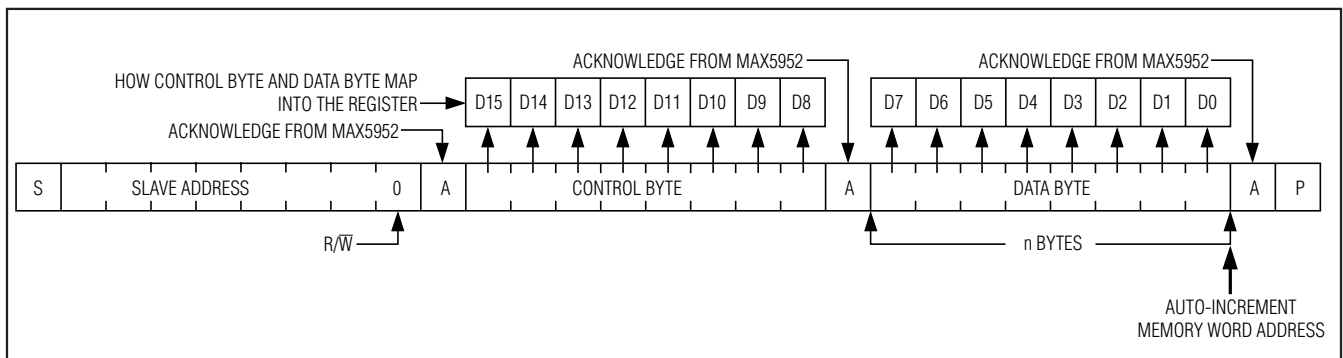 ACKNOWLEDGE FROM MAX5952
ACKNOWLEDGE FROM MAX5952
HOW CONTROL BYTE AND DATA BYTE MAP
INTO THE REGISTER
D15 D14 D13 D12 D11 D10 D9 D8
D7 D6 D5 D4 D3 D2 D1 D0
ACKNOWLEDGE FROM MAX5952
S SLAVE ADDRESS 0 A CONTROL BYTE A DATA BYTE A P
R/W̅
n BYTES
AUTO-INCREMENT
MEMORY WORD ADDRESS